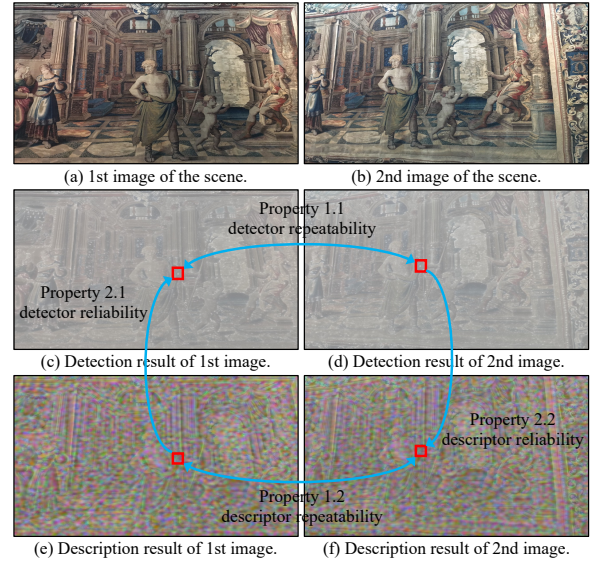 (a) 1st image of the scene.
(b) 2nd image of the scene.
Property 1.1
detector repeatability
Property 2.1
detector reliability
(c) Detection result of 1st image.
(d) Detection result of 2nd image.
Property 2.2
descriptor reliability
Property 1.2
descriptor repeatability
(e) Description result of 1st image.
(f) Description result of 2nd image.